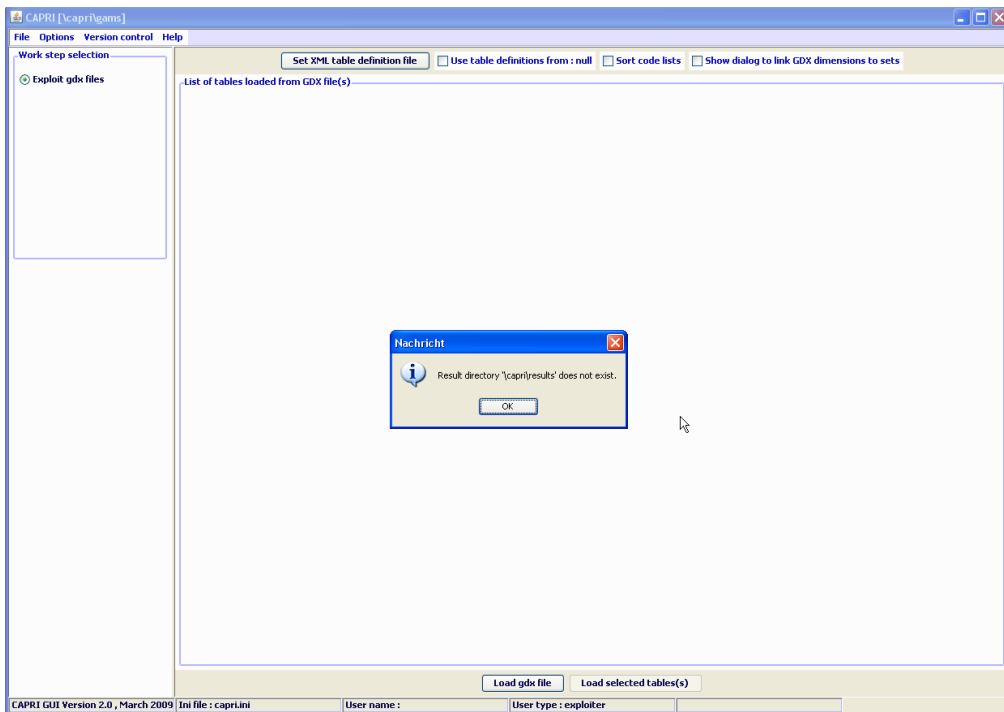 CAPRI [\capri\gams]
File Options Version control Help
Work step selection
Exploit gdx files
Set XML table definition file Use table definitions from : null Sort code lists Show dialog to link GDX dimensions to sets
List of tables loaded from GDX file(s)
Nachricht
Result directory '\capri\results' does not exist.
OK
Load gdx file Load selected tables(s)
CAPRI GUI Version 2.0 , March 2009 Ini file : capri.ini User name : User type : exploiter